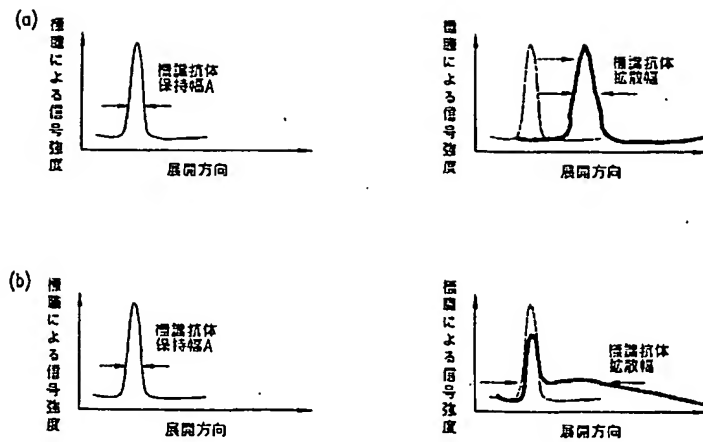 (a)
標識による信号強度
標識抗体
保持幅A
展開方向
標識による信号強度
標識抗体
拡散幅
展開方向
(b)
標識による信号強度
標識抗体
保持幅A
展開方向
標識による信号強度
標識抗体
拡散幅
展開方向